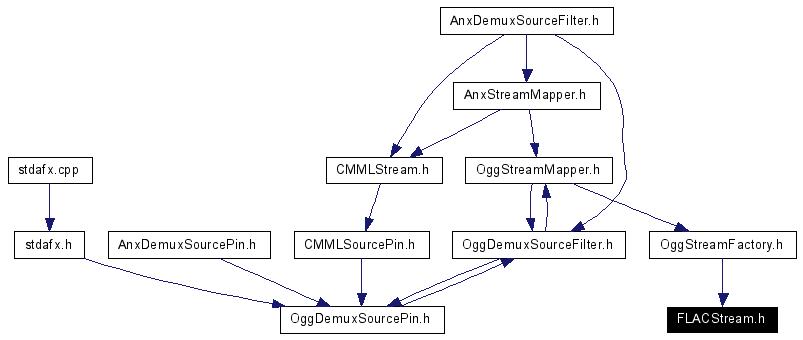 AnxDemuxSourceFilter.h
AnxStreamMapper.h
stdafx.cpp
CMMLStream.h
OggStreamMapper.h
stdafx.h
AnxDemuxSourcePin.h
CMMLSourcePin.h
OggDemuxSourceFilter.h
OggStreamFactory.h
OggDemuxSourcePin.h
FLACStream.h